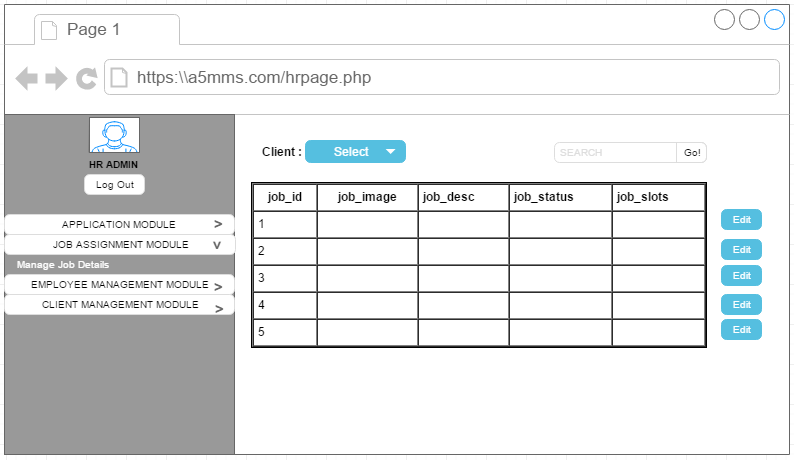 Page 1
https:\\a5mms.com/hrpage.php
HR ADMIN
Log Out
APPLICATION MODULE >
JOB ASSIGNMENT MODULE v
Manage Job Details
EMPLOYEE MANAGEMENT MODULE >
CLIENT MANAGEMENT MODULE >
Client : Select
SEARCH Go!
job_id job_image job_desc job_status job_slots
1 Edit
2 Edit
3 Edit
4 Edit
5 Edit